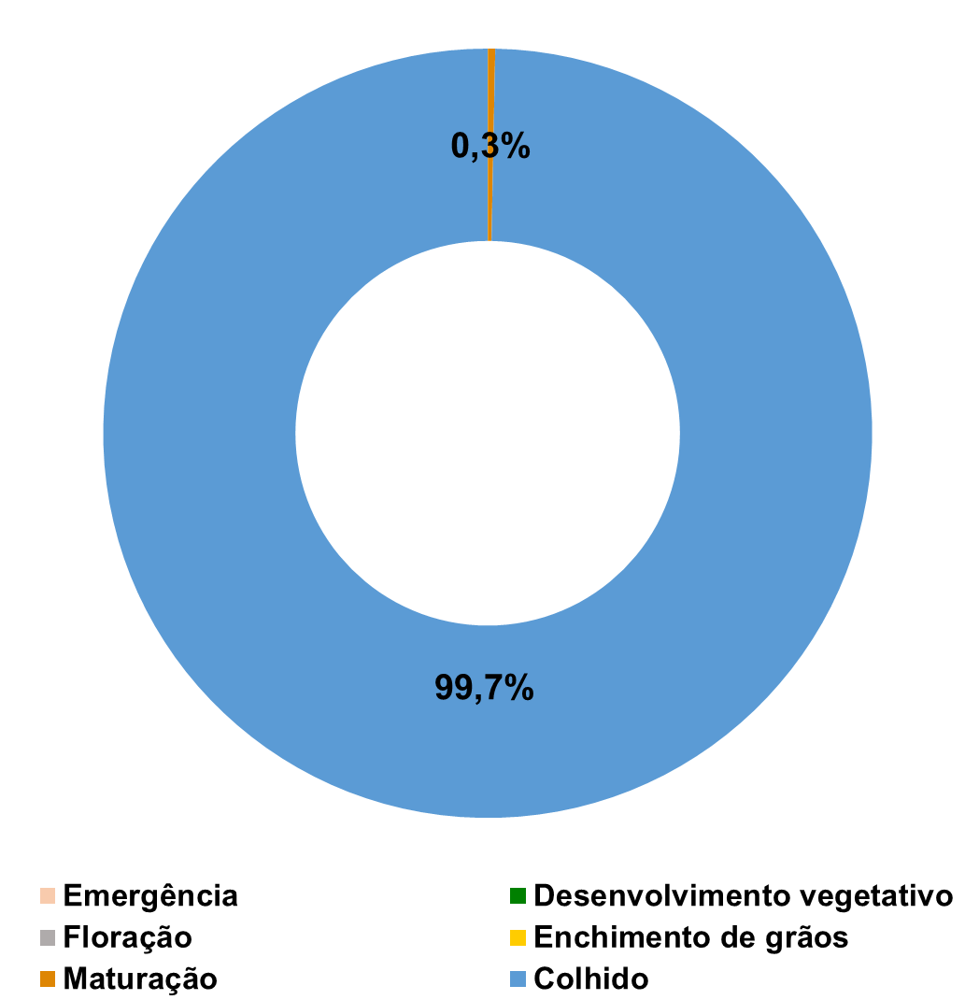 0,3%
99,7%
Emergência
Desenvolvimento vegetativo
Floração
Enchimento de grãos
Maturação
Colhido